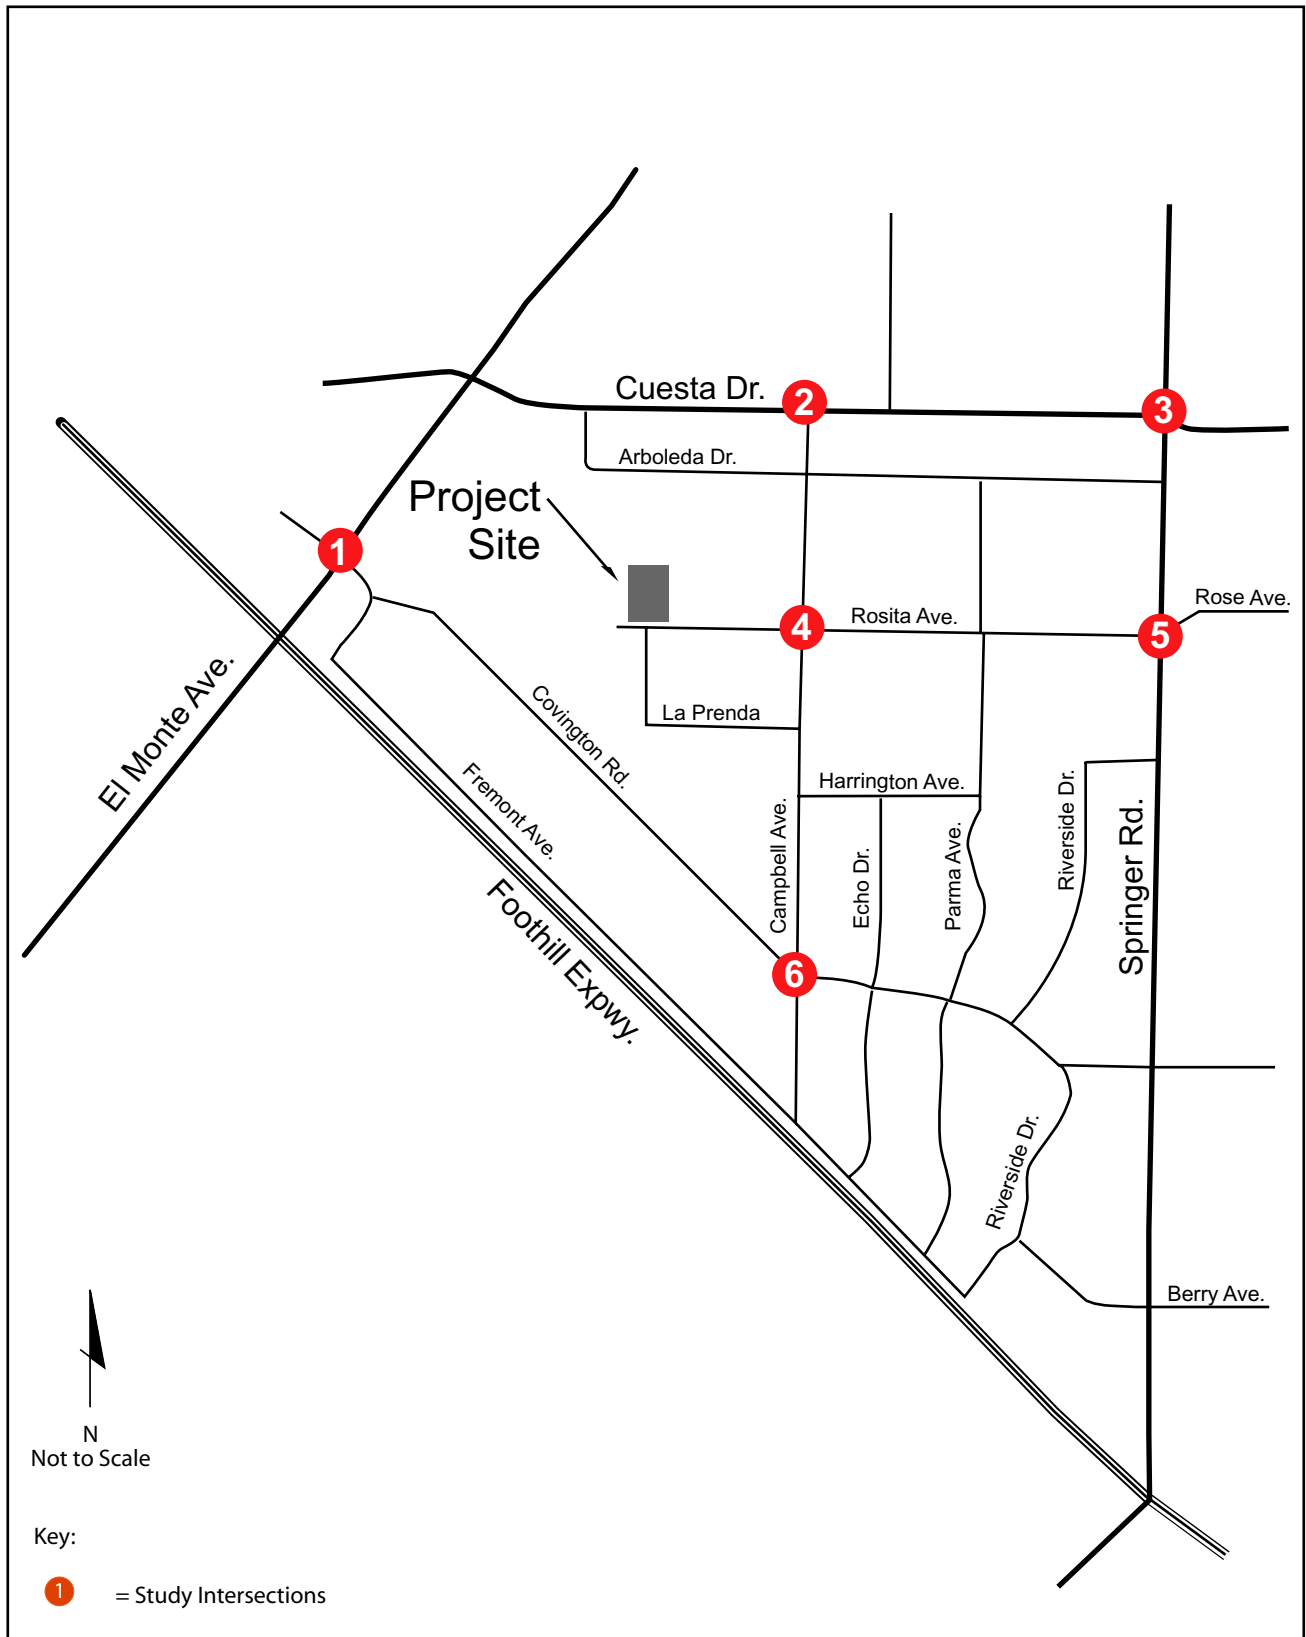 Cuesta Dr.
2
3
Arboleda Dr.
Project
Site
1
Rose Ave.
4
Rosita Ave.
5
El Monte Ave.
Covington Rd.
La Prenda
Fremont Ave.
Harrington Ave.
Campbell Ave.
Echo Dr.
Parma Ave.
Riverside Dr.
Springer Rd.
Foothill Expwy.
6
Riverside Dr.
Berry Ave.
N
Not to Scale
Key:
1 = Study Intersections